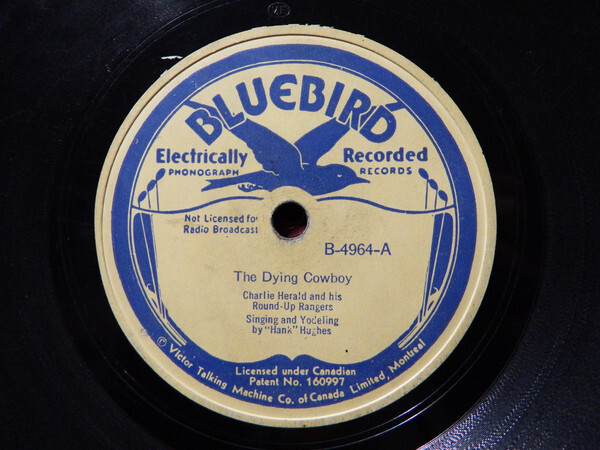 BLUEBIRD
Electrically Recorded
PHONOGRAPH RECORDS
Not Licensed for
Radio Broadcast
B-4964-A
The Dying Cowboy
Charlie Herald and his
Round-Up Rangers
Singing and Yodeling
by "Hank" Hughes
Licensed under Canadian
Patent No. 160997
© Victor Talking Machine Co. of Canada Limited, Montreal